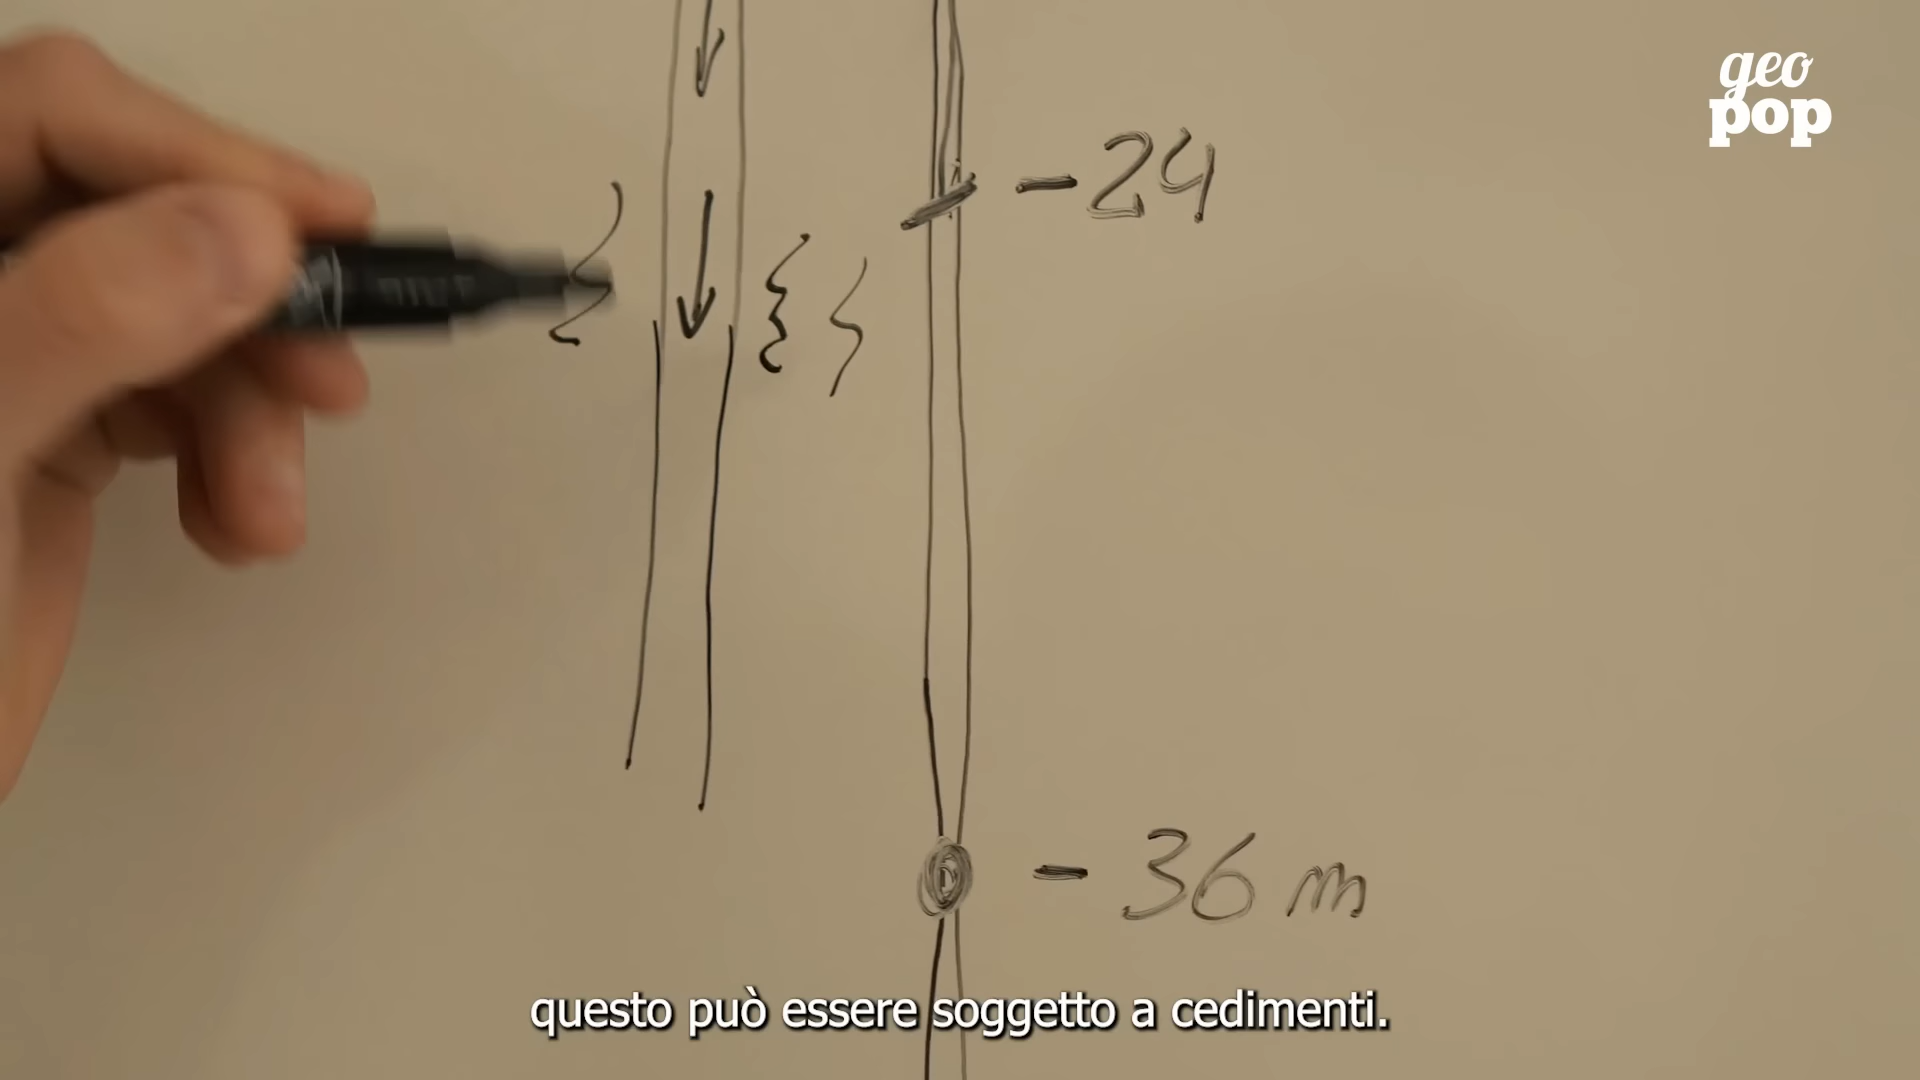 geo
pop
-24
- 36 m
questo può essere soggetto a cedimenti.